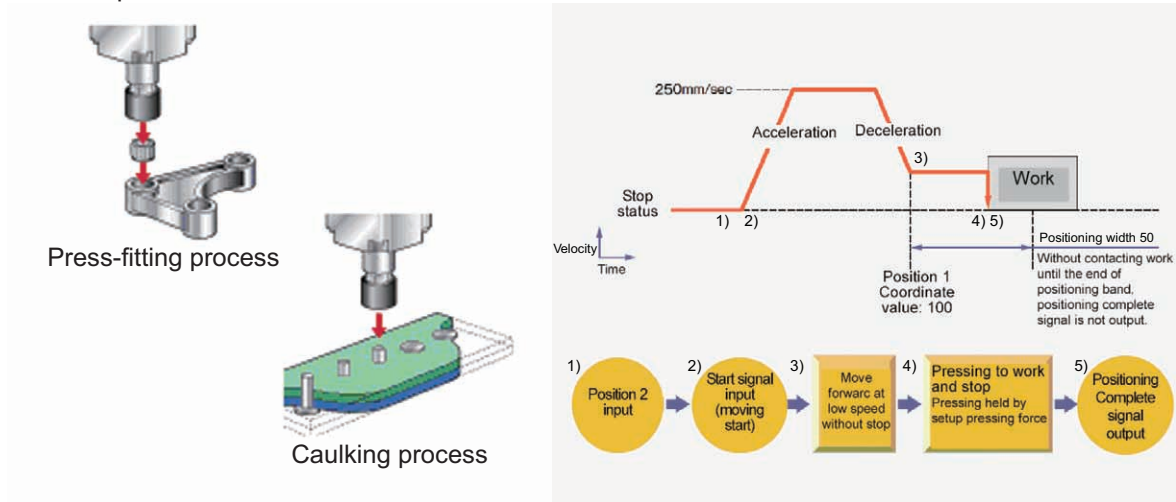 Press-fitting process
Caulking process
250mm/sec
Acceleration
Deceleration
3)
Work
Stop
status
1)
2)
4)
5)
Velocity
Time
Positioning width 50
Without contacting work
until the end of
positioning band,
positioning complete
signal is not output.
Position 1
Coordinate
value: 100
1)
Position 2
input
2)
Start signal
input
(moving
start)
3)
Move
forwarc at
low speed
without stop
4)
Pressing to work
and stop
Pressing held by
setup pressing force
5)
Positioning
Complete
signal
output